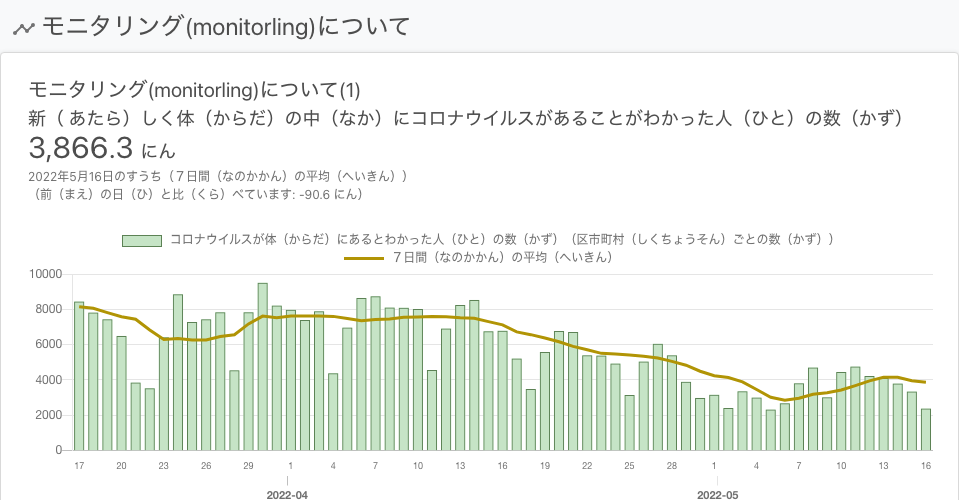 モニタリング(monitorling)について
モニタリング(monitorling)について(1)
新（ あたら）しく体（からだ）の中（なか）にコロナウイルスがあることがわかった人（ひと）の数（かず）
3,866.3 にん
2022年5月16日のすうち（７日間（なのかかん）の平均（へいきん））
（前（まえ）の日（ひ）と比（くら）べています: -90.6 にん）
コロナウイルスが体（からだ）にあるとわかった人（ひと）の数（かず）（区市町村（しくちょうそん）ごとの数（かず））
７日間（なのかかん）の平均（へいきん）
10000
8000
6000
4000
2000
0
17 20 23 26 29 1 4 7 10 13 16 19 22 25 28 1 4 7 10 13 16
2022-04 2022-05